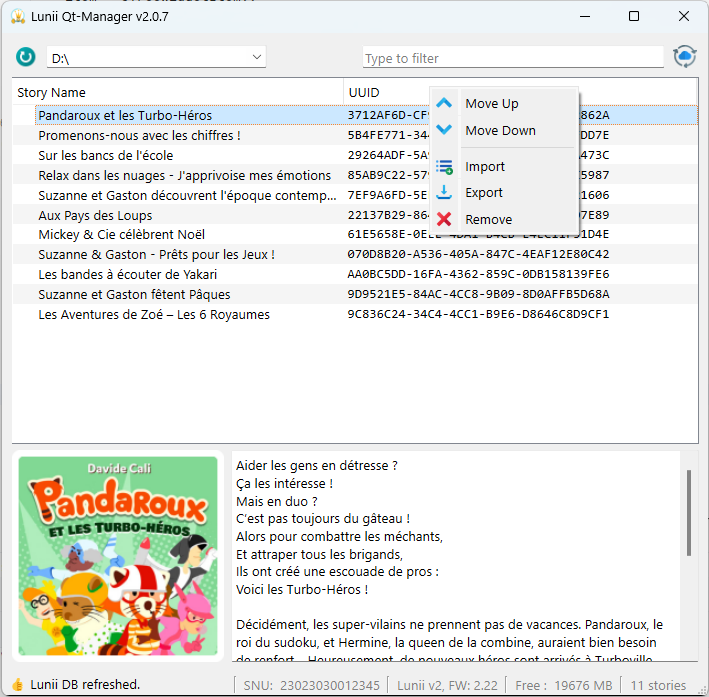 Lunii Qt-Manager v2.0.7
D:\
Type to filter
Story Name UUID
Pandaroux et les Turbo-Héros 3712AF6D-CF 862A
Promenons-nous avec les chiffres ! 5B4FE771-34 DD7E
Sur les bancs de l'école 29264ADF-5A 473C
Relax dans les nuages - J'apprivoise mes émotions 85AB9C22-57 5987
Suzanne et Gaston découvrent l'époque contemp... 7EF9A6FD-5E 1606
Aux Pays des Loups 22137B29-86 7E89
Mickey & Cie célèbrent Noël 61E5658E-0E 51D4E
Suzanne & Gaston - Prêts pour les Jeux ! 070D8B20-A536-405A-847C-4EAF12E80C42
Les bandes à écouter de Yakari AA0BC5DD-16FA-4362-859C-0DB158139FE6
Suzanne et Gaston fêtent Pâques 9D9521E5-84AC-4CC8-9B09-8D0AFFB5D68A
Les Aventures de Zoé – Les 6 Royaumes 9C836C24-34C4-4CC1-B9E6-D8646C8D9CF1
Move Up
Move Down
Import
Export
Remove
Davide Cali
PANDAROUX
ET LES TURBO-HÉROS
Aider les gens en détresse ?
Ça les intéresse !
Mais en duo ?
C'est pas toujours du gâteau !
Alors pour combattre les méchants,
Et attraper tous les brigands,
Ils ont créé une escouade de pros :
Voici les Turbo-Héros !
Décidément, les super-vilains ne prennent pas de vacances. Pandaroux, le
roi du sudoku, et Hermine, la queen de la combine, auraient bien besoin
de renfort... Heureusement, de nouveaux héros sont arrivés à Turboville
Lunii DB refreshed.
SNU: 23023030012345
Lunii v2, FW: 2.22
Free : 19676 MB
11 stories